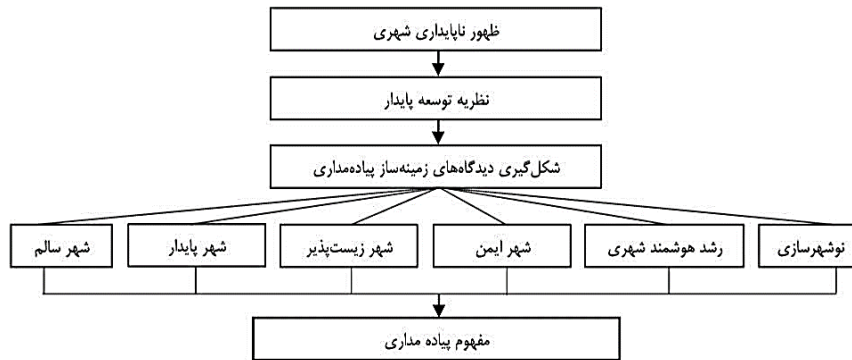 ظهور ناپایداری شهری
نظریه توسعه پایدار
شکل‌گیری دیدگاه‌های زمینه‌ساز پیاده‌مداری
نوشهرسازی
رشد هوشمند شهری
شهر ایمن
شهر زیست‌پذیر
شهر پایدار
شهر سالم
مفهوم پیاده مداری